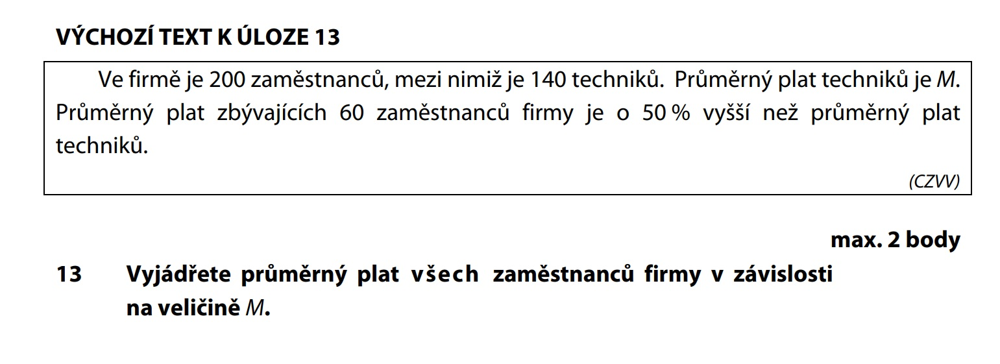 VÝCHOZÍ TEXT K ÚLOZE 13
Ve firmě je 200 zaměstnanců, mezi nimiž je 140 techniků. Průměrný plat techniků je M.
Průměrný plat zbývajících 60 zaměstnanců firmy je o 50 % vyšší než průměrný plat
techniků.
(CZVV)
max. 2 body
13 Vyjádřete průměrný plat všech zaměstnanců firmy v závislosti
na veličině M.